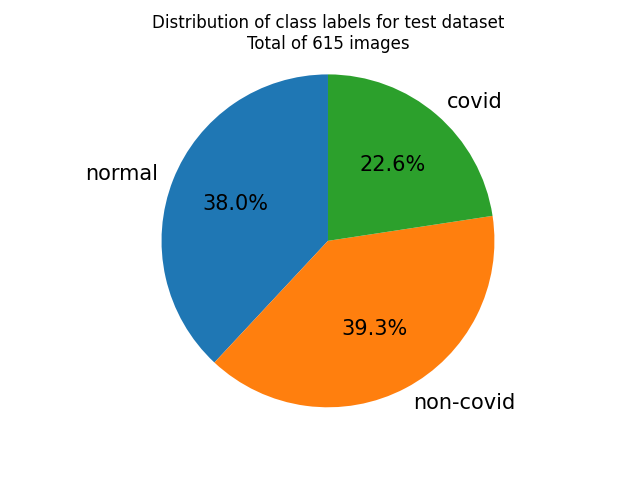 Distribution of class labels for test dataset
Total of 615 images
covid
22.6%
normal
38.0%
39.3%
non-covid